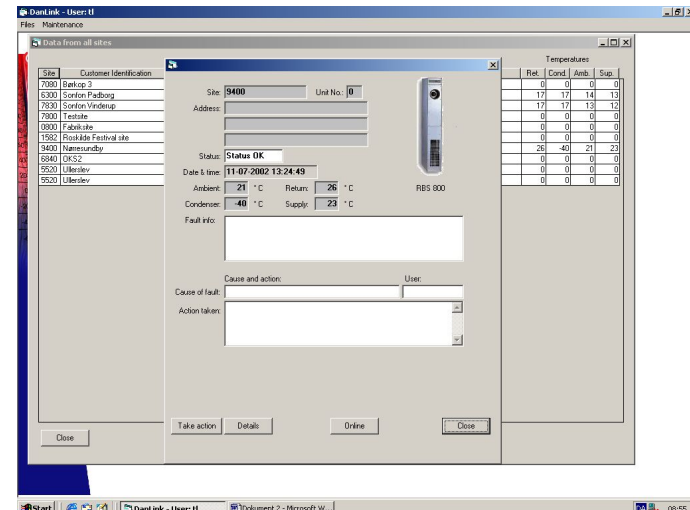 DanLink - User: tl
Files Maintenance
Data from all sites
Temperatures
Site Customer Identification Ret. Cond. Amb. Sup.
7080 Børkop 3 0 0 0 0
6300 Sonfon Padborg 17 17 14 13
7830 Sonfon Vinderup 17 17 13 12
7800 Testsite 0 0 0 0
0800 Fabriksite 0 0 0 0
1582 Roskilde Festival site 0 0 0 0
9400 Nørresundby 26 -40 21 23
6840 OKS2 0 0 0 0
5520 Ullerslev 0 0 0 0
5520 Ullerslev 0 0 0 0
Close
Site: 9400 Unit No.: 0
Address:
Status: Status OK
Date & time: 11-07-2002 13:24:49
Ambient: 21 °C Return: 26 °C RBS 800
Condenser: -40 °C Supply: 23 °C
Fault info:
Cause and action: User:
Cause of fault:
Action taken:
Take action Details Online Close
Start DanLink - User: tl Dokument 2 - Microsoft W... DA 08:55